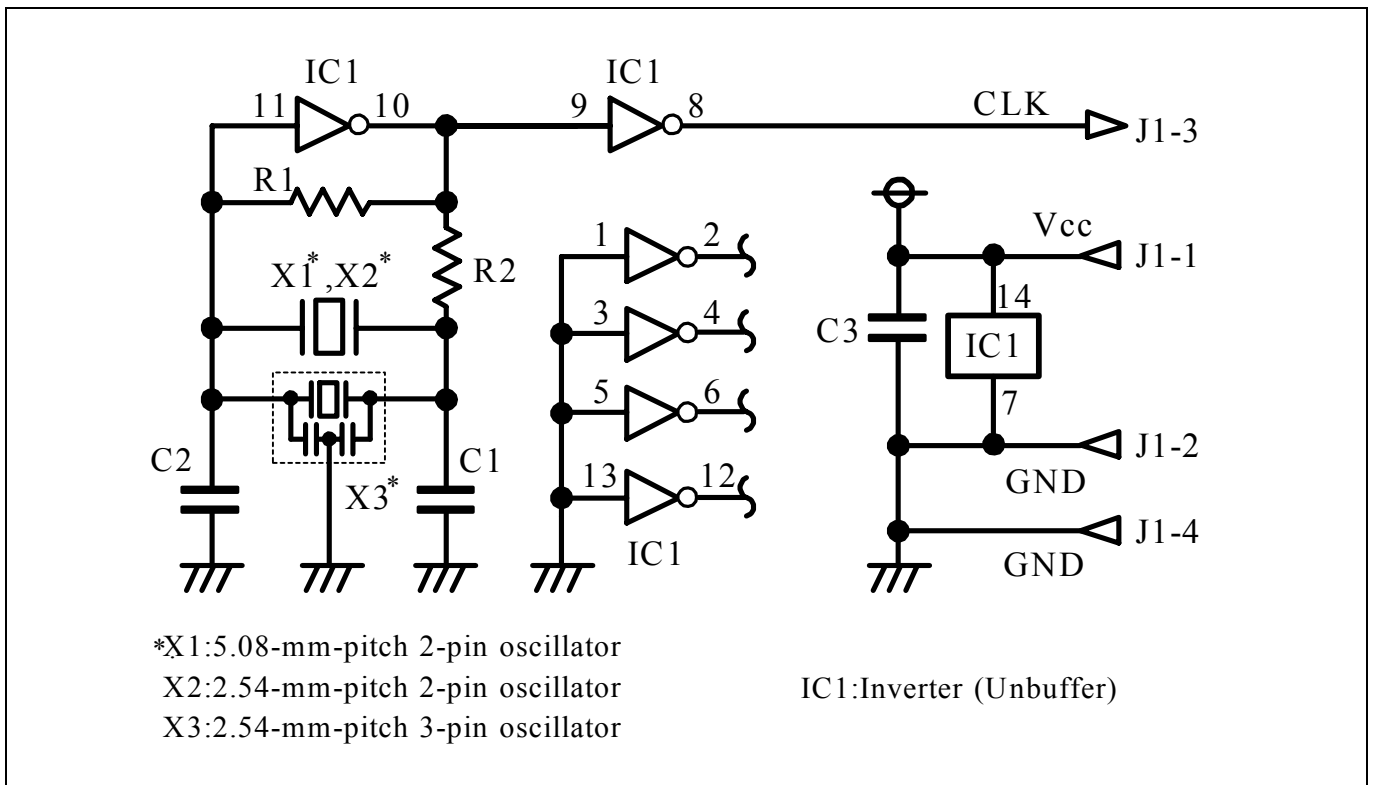 IC1
IC1
11
10
9
8
CLK
J1-3
R1
X1*,X2*
R2
1
2
3
4
5
6
13
12
IC1
Vcc
J1-1
14
C3
IC1
7
J1-2
GND
J1-4
GND
C2
X3*
C1
*X1:5.08-mm-pitch 2-pin oscillator
X2:2.54-mm-pitch 2-pin oscillator
X3:2.54-mm-pitch 3-pin oscillator
IC1:Inverter (Unbuffer)